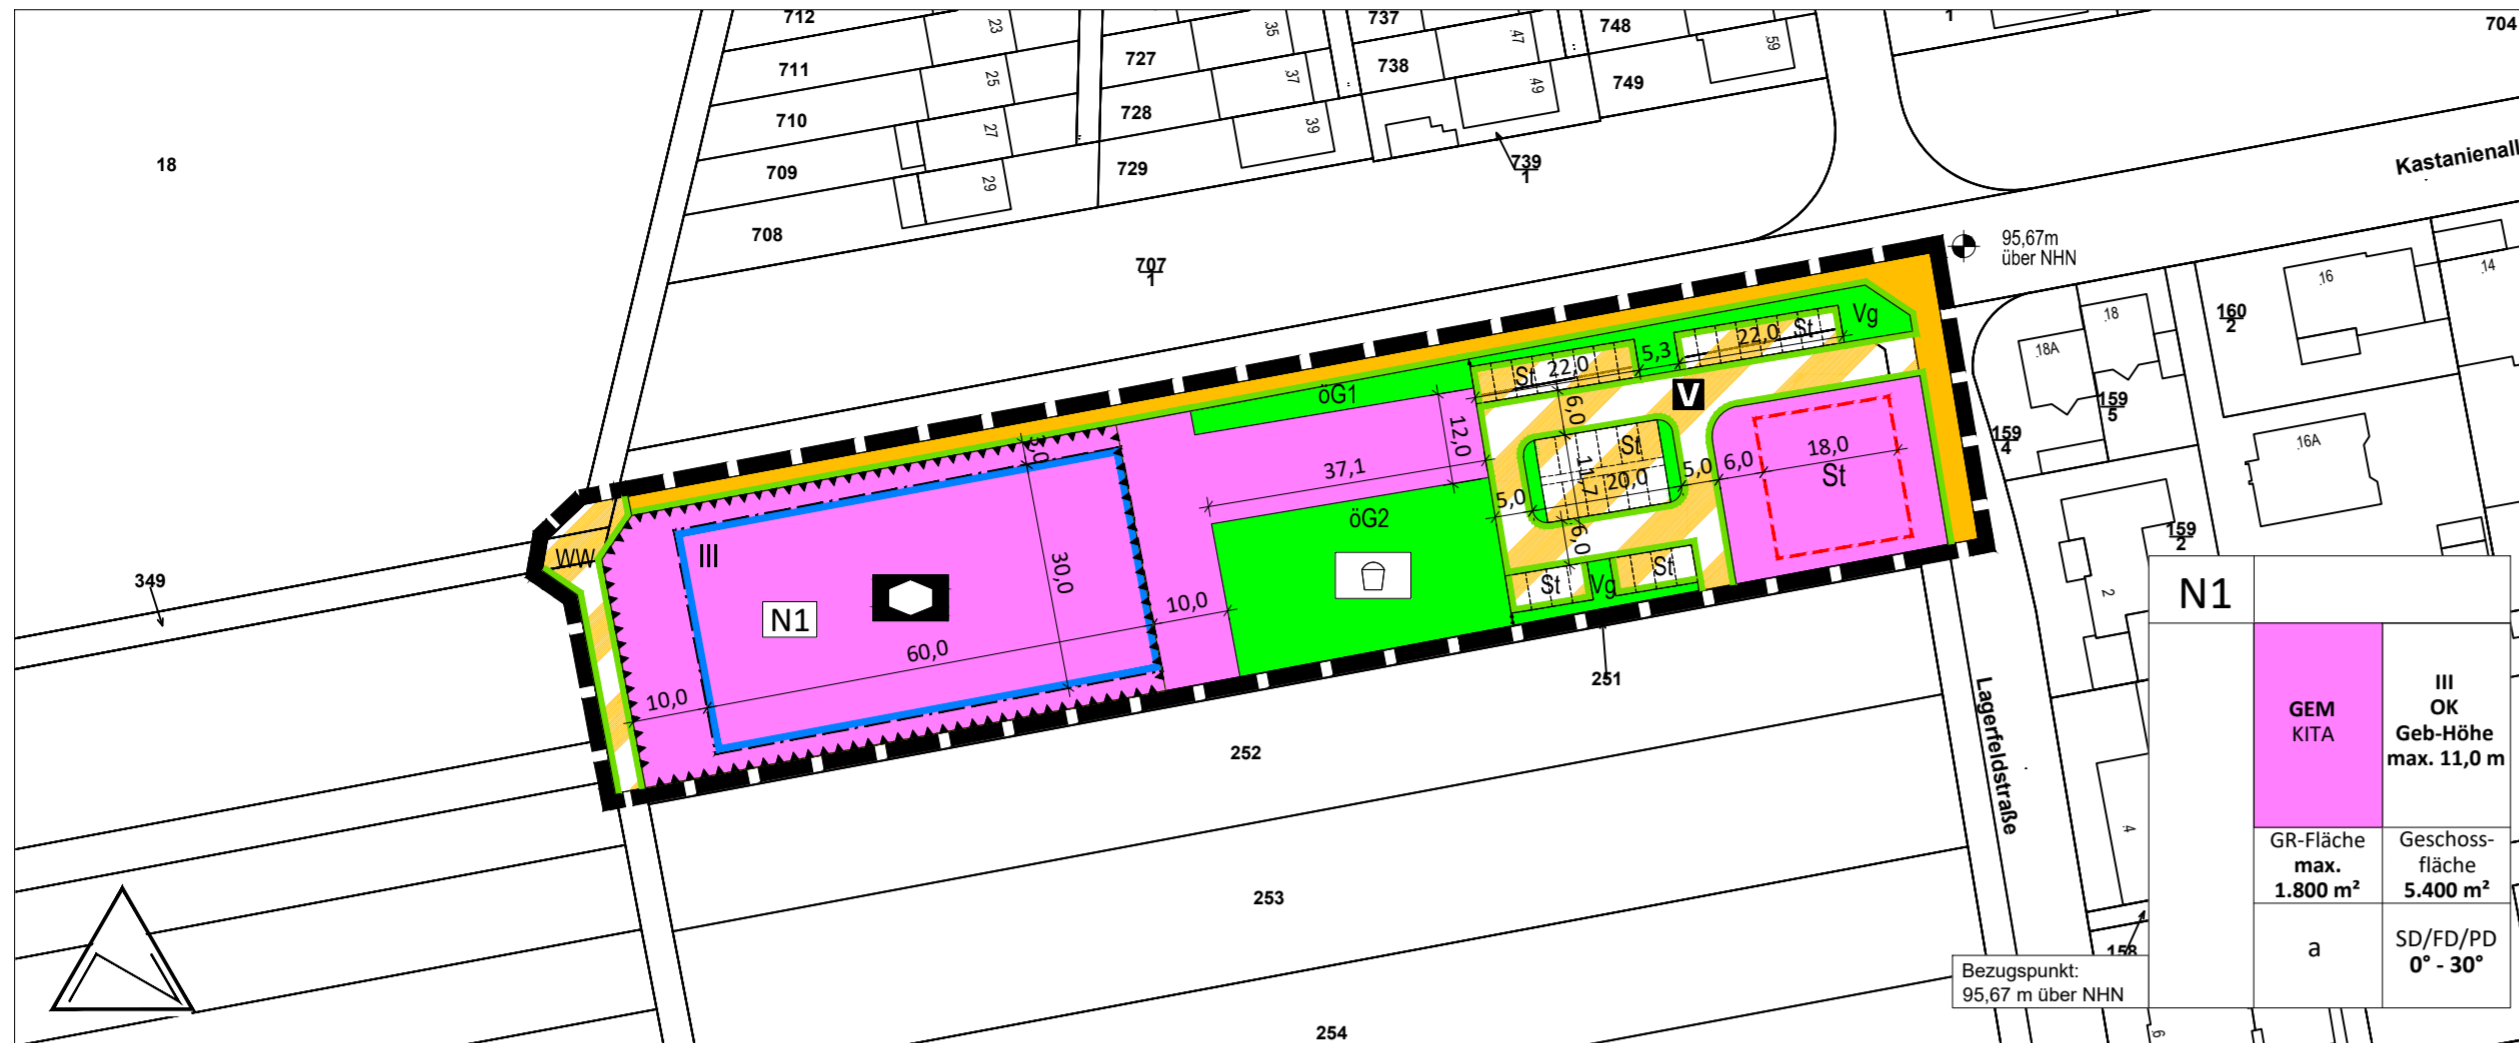 712
711
710
709
708
23
25
27
29
727
728
729
35
37
39
737
738
47
49
739
1
748
749
59
1
704
18
707
1
Kastanienall
95,67m
über NHN
16
14
18
18A
160
2
159
5
159
4
16A
159
2
2
4
6
158
349
WW
III
N1
3,0
30,0
60,0
10,0
10,0
öG1
12,0
37,1
öG2
St
22,0
5,3
22,0
St
Vg
V
6,0
St
11,7
20,0
5,0
5,0
6,0
18,0
St
6,0
St
Vg
St
251
252
253
254
Lagerfeldstraße
N1
GEM
KITA
III
OK
Geb-Höhe
max. 11,0 m
GR-Fläche
max.
1.800 m²
Geschoss-
fläche
5.400 m²
a
SD/FD/PD
0° - 30°
Bezugspunkt:
95,67 m über NHN